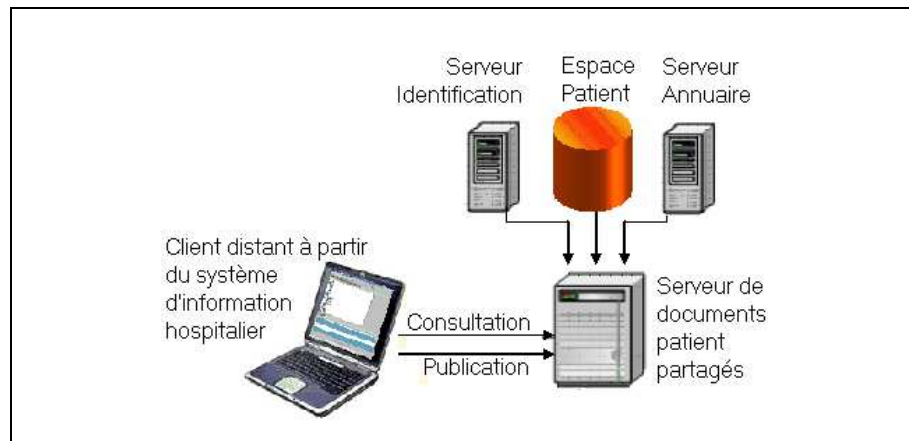 Serveur
Identification
Espace
Patient
Serveur
Annuaire
Client distant à partir
du système
d'information
hospitalier
Consultation
Publication
Serveur de
documents
patient
partagés